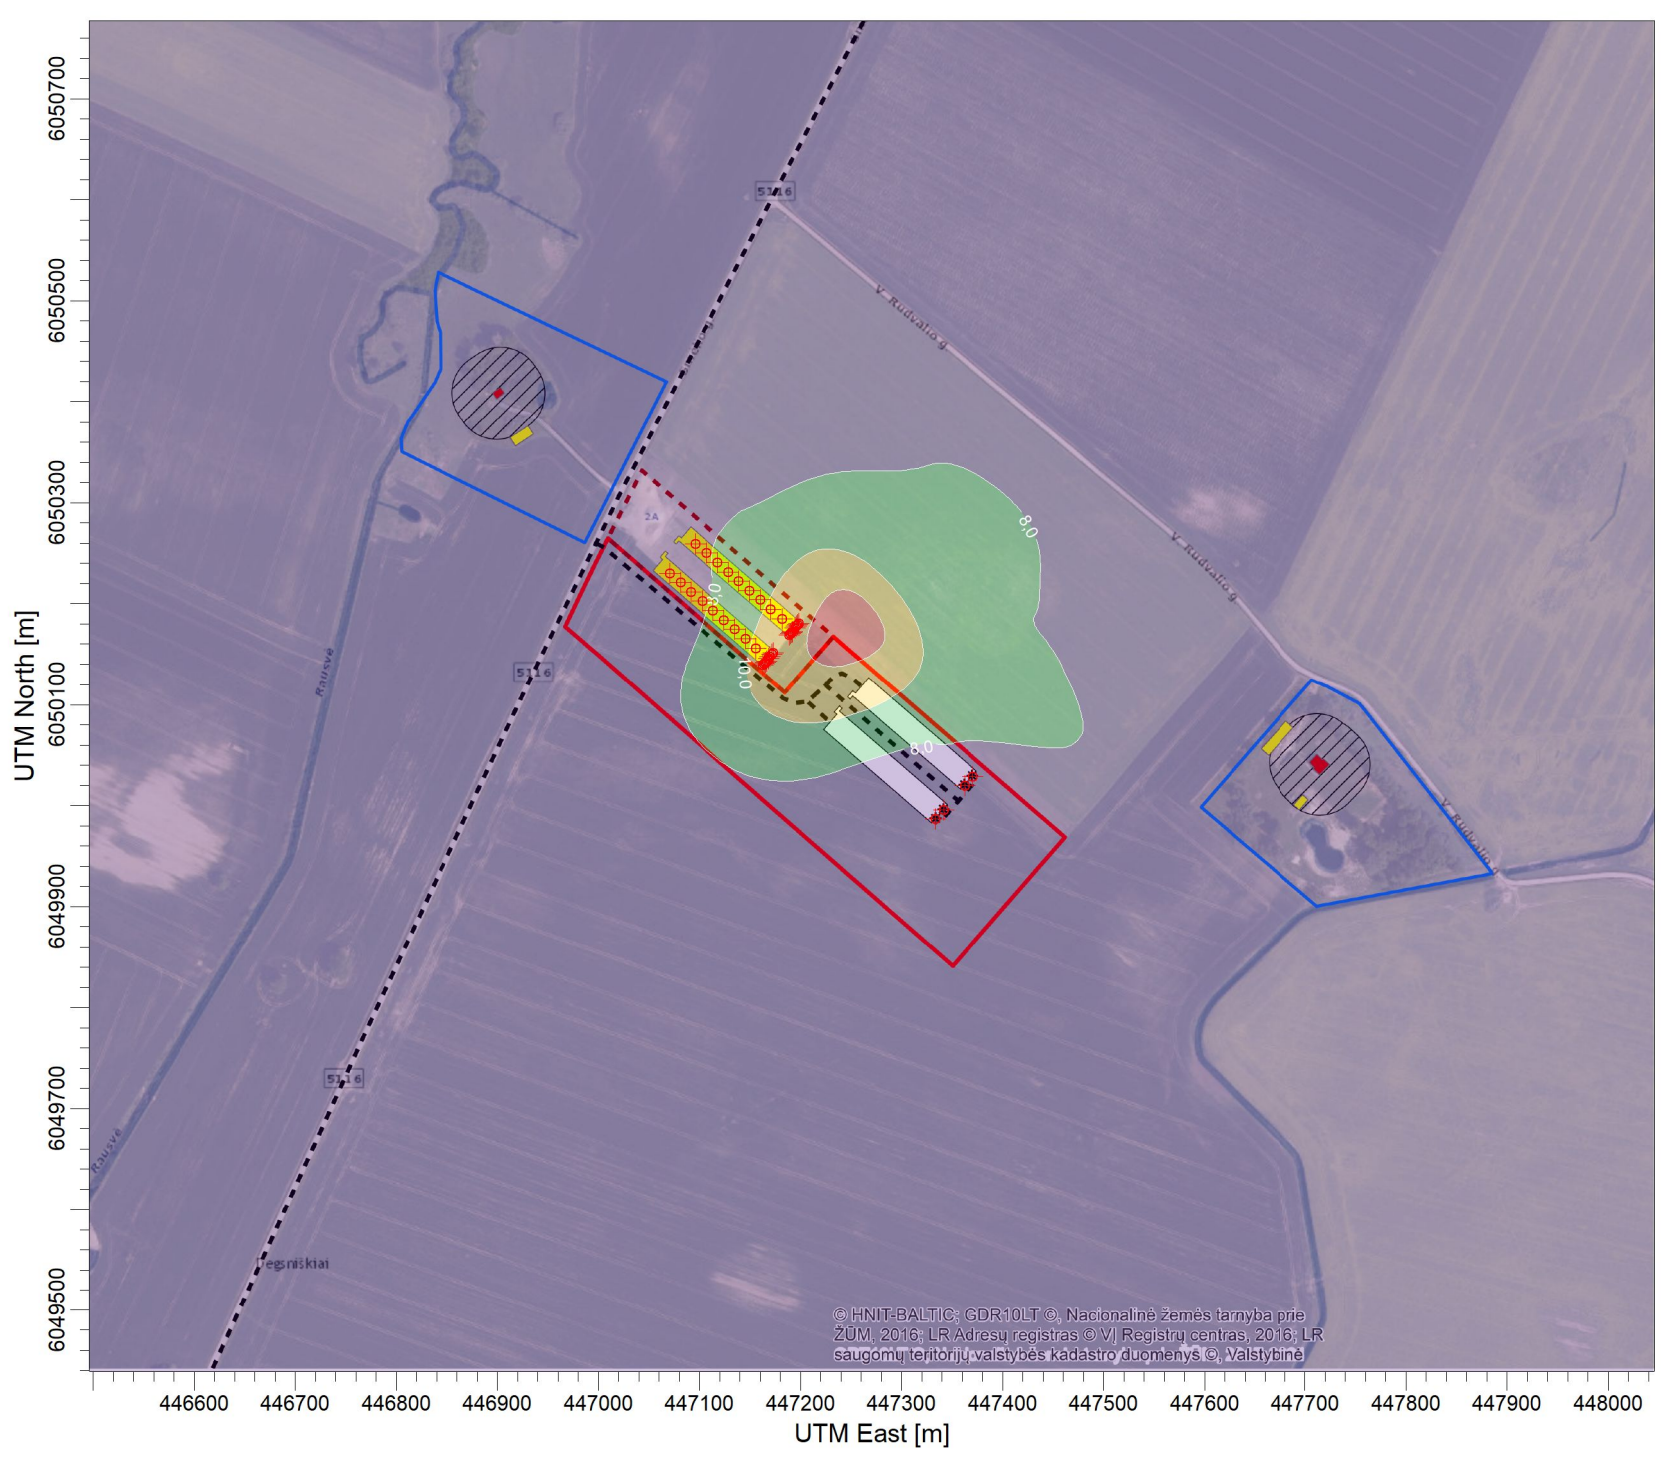 6050700
5116
V. Rudvalio g.
6050500
6050300
8,0
2A
V. Rudvalio g.
UTM North [m]
Rausvė
5116
10,0
6050100
8,0
V. Rudvalio g.
6049900
6049700
5116
Rausvė
Degsniškiai
6049500
© HNIT-BALTIC; GDR10LT ©, Nacionalinė žemės tarnyba prie
ŽŪM, 2016; LR Adresų registras © VĮ Registrų centras, 2016; LR
saugomų teritorijų valstybės kadastro duomenys ©, Valstybinė
446600 446700 446800 446900 447000 447100 447200 447300 447400 447500 447600 447700 447800 447900 448000
UTM East [m]